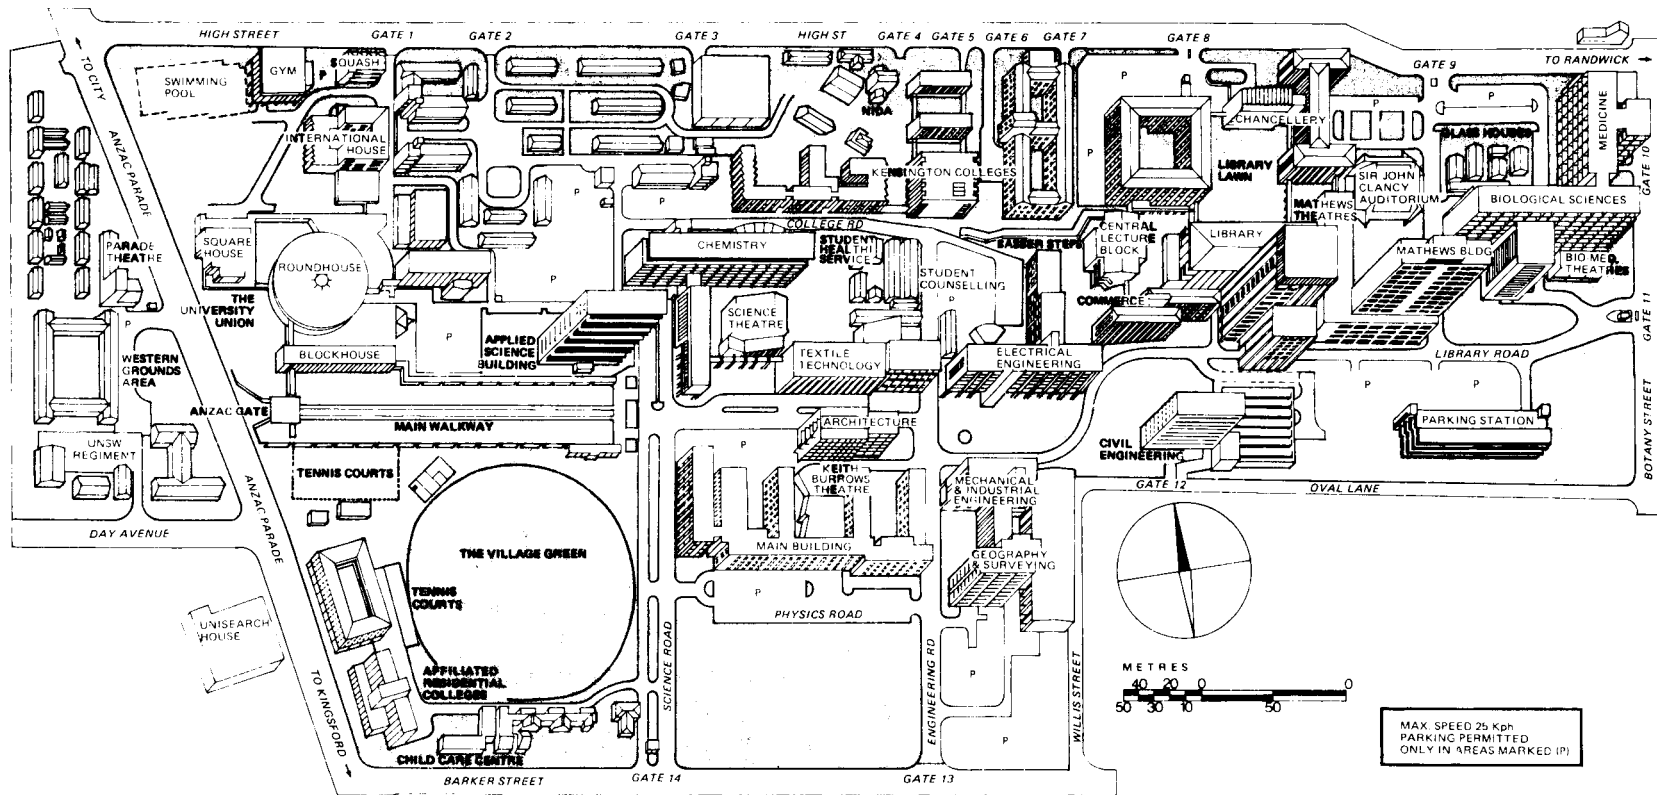 HIGH STREET
GATE 1
GATE 2
GATE 3
HIGH ST
GATE 4
GATE 5
GATE 6
GATE 7
GATE 8
GATE 9
TO RANDWICK
TO CITY
SWIMMING
POOL
GYM
P
SQUASH
INTERNATIONAL
HOUSE
NIDA
KENSINGTON COLLEGES
P
P
P
CHANCELLERY
LIBRARY
LAWN
P
P
GLASS HOUSES
MEDICINE
GATE 10
ANZAC PARADE
SIR JOHN
CLANCY
AUDITORIUM
MATHEWS
THEATRES
BIOLOGICAL SCIENCES
PARADE
THEATRE
SQUARE
HOUSE
ROUNDHOUSE
P
P
COLLEGE RD
CHEMISTRY
STUDENT
HEALTH
SERVICE
STUDENT
COUNSELLING
BASSER STEPS
CENTRAL
LECTURE
BLOCK
LIBRARY
MATHEWS BLDG
BIO MED.
THEATRES
THE
UNIVERSITY
UNION
P
P
P
COMMERCE
GATE 11
SCIENCE
THEATRE
APPLIED
SCIENCE
BUILDING
WESTERN
GROUNDS
AREA
BLOCKHOUSE
TEXTILE
TECHNOLOGY
ELECTRICAL
ENGINEERING
LIBRARY ROAD
P
P
ANZAC GATE
MAIN WALKWAY
ARCHITECTURE
PARKING STATION
BOTANY STREET
UNSW
REGIMENT
P
CIVIL
ENGINEERING
TENNIS COURTS
KEITH
BURROWS
THEATRE
MECHANICAL
& INDUSTRIAL
ENGINEERING
GATE 12
OVAL LANE
ANZAC PARADE
DAY AVENUE
THE VILLAGE GREEN
MAIN BUILDING
GEOGRAPHY
& SURVEYING
TENNIS
COURTS
P
PHYSICS ROAD
UNISEARCH
HOUSE
SCIENCE ROAD
ENGINEERING RD
WILLIS STREET
AFFILIATED
RESIDENTIAL
COLLEGES
P
METRES
40 20 0 0
50 30 10 50
TO KINGSFORD
P
MAX. SPEED 25 Kph
PARKING PERMITTED
ONLY IN AREAS MARKED (P)
CHILD CARE CENTRE
BARKER STREET
GATE 14
GATE 13